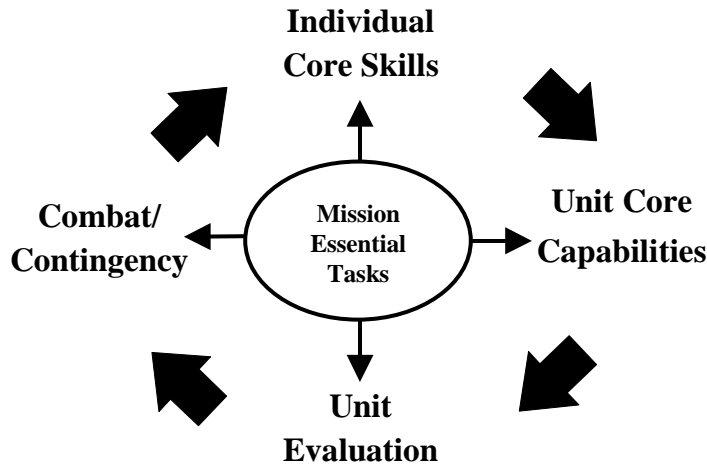 Individual
Core Skills
Combat/
Contingency
Mission
Essential
Tasks
Unit Core
Capabilities
Unit
Evaluation